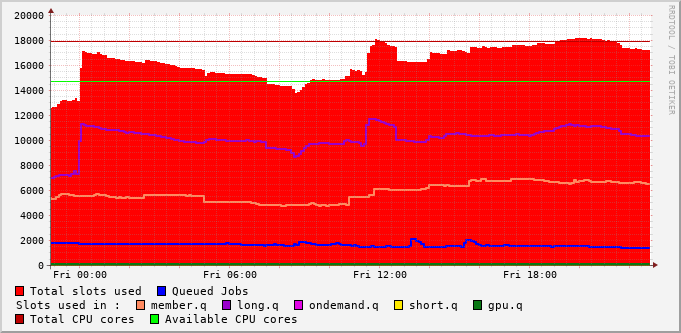 20000
18000
16000
14000
12000
10000
8000
6000
4000
2000
0
Fri 00:00 Fri 06:00 Fri 12:00 Fri 18:00
RRDTOOL / TOBI OETIKER
Total slots used Queued Jobs
Slots used in : member.q long.q ondemand.q short.q gpu.q
Total CPU cores Available CPU cores